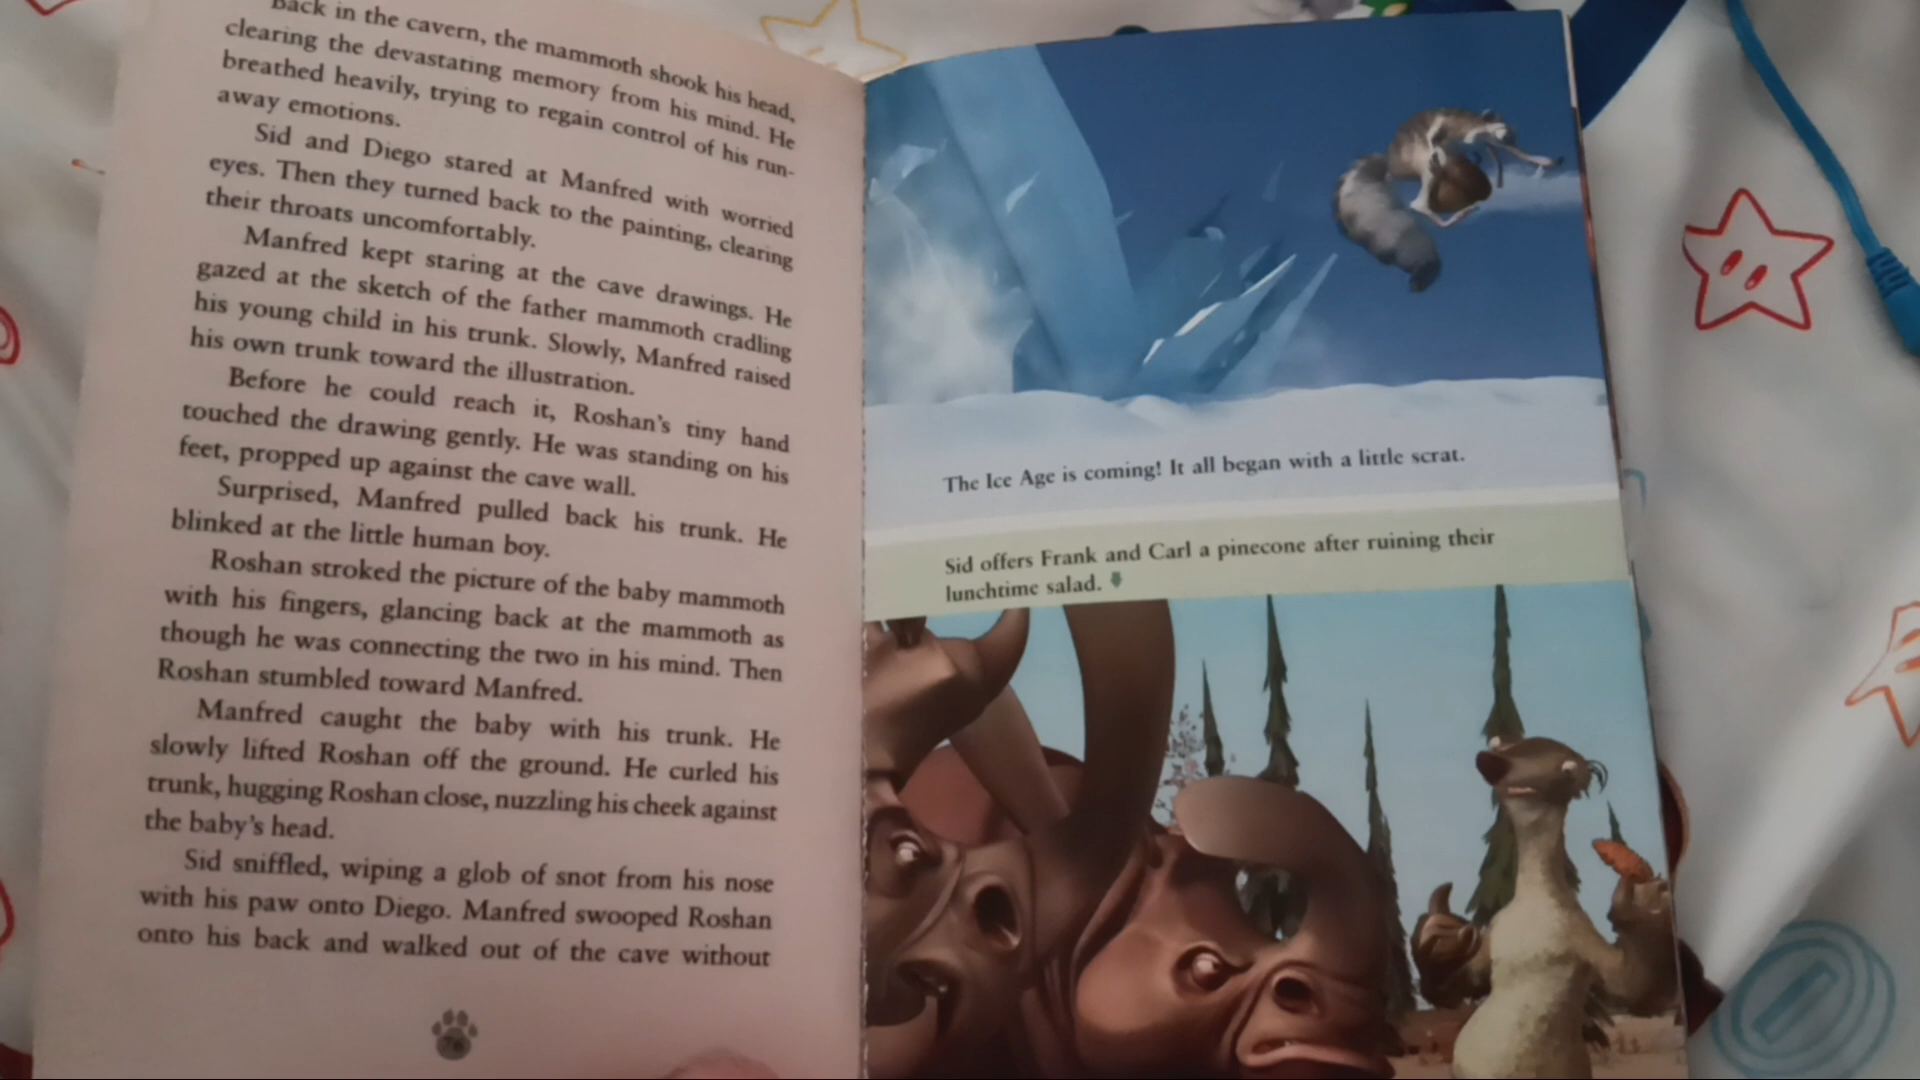 Back in the cavern, the mammoth shook his head,
clearing the devastating memory from his mind. He
breathed heavily, trying to regain control of his run-
away emotions.
Sid and Diego stared at Manfred with worried
eyes. Then they turned back to the painting, clearing
their throats uncomfortably.
Manfred kept staring at the cave drawings. He
gazed at the sketch of the father mammoth cradling
his young child in his trunk. Slowly, Manfred raised
his own trunk toward the illustration.
Before he could reach it, Roshan's tiny hand
touched the drawing gently. He was standing on his
feet, propped up against the cave wall.
Surprised, Manfred pulled back his trunk. He
blinked at the little human boy.
Roshan stroked the picture of the baby mammoth
with his fingers, glancing back at the mammoth as
though he was connecting the two in his mind. Then
Roshan stumbled toward Manfred.
Manfred caught the baby with his trunk. He
slowly lifted Roshan off the ground. He curled his
trunk, hugging Roshan close, nuzzling his cheek against
the baby's head.
Sid sniffled, wiping a glob of snot from his nose
with his paw onto Diego. Manfred swooped Roshan
onto his back and walked out of the cave without
The Ice Age is coming! It all began with a little scrat.
Sid offers Frank and Carl a pinecone after ruining their
lunchtime salad.